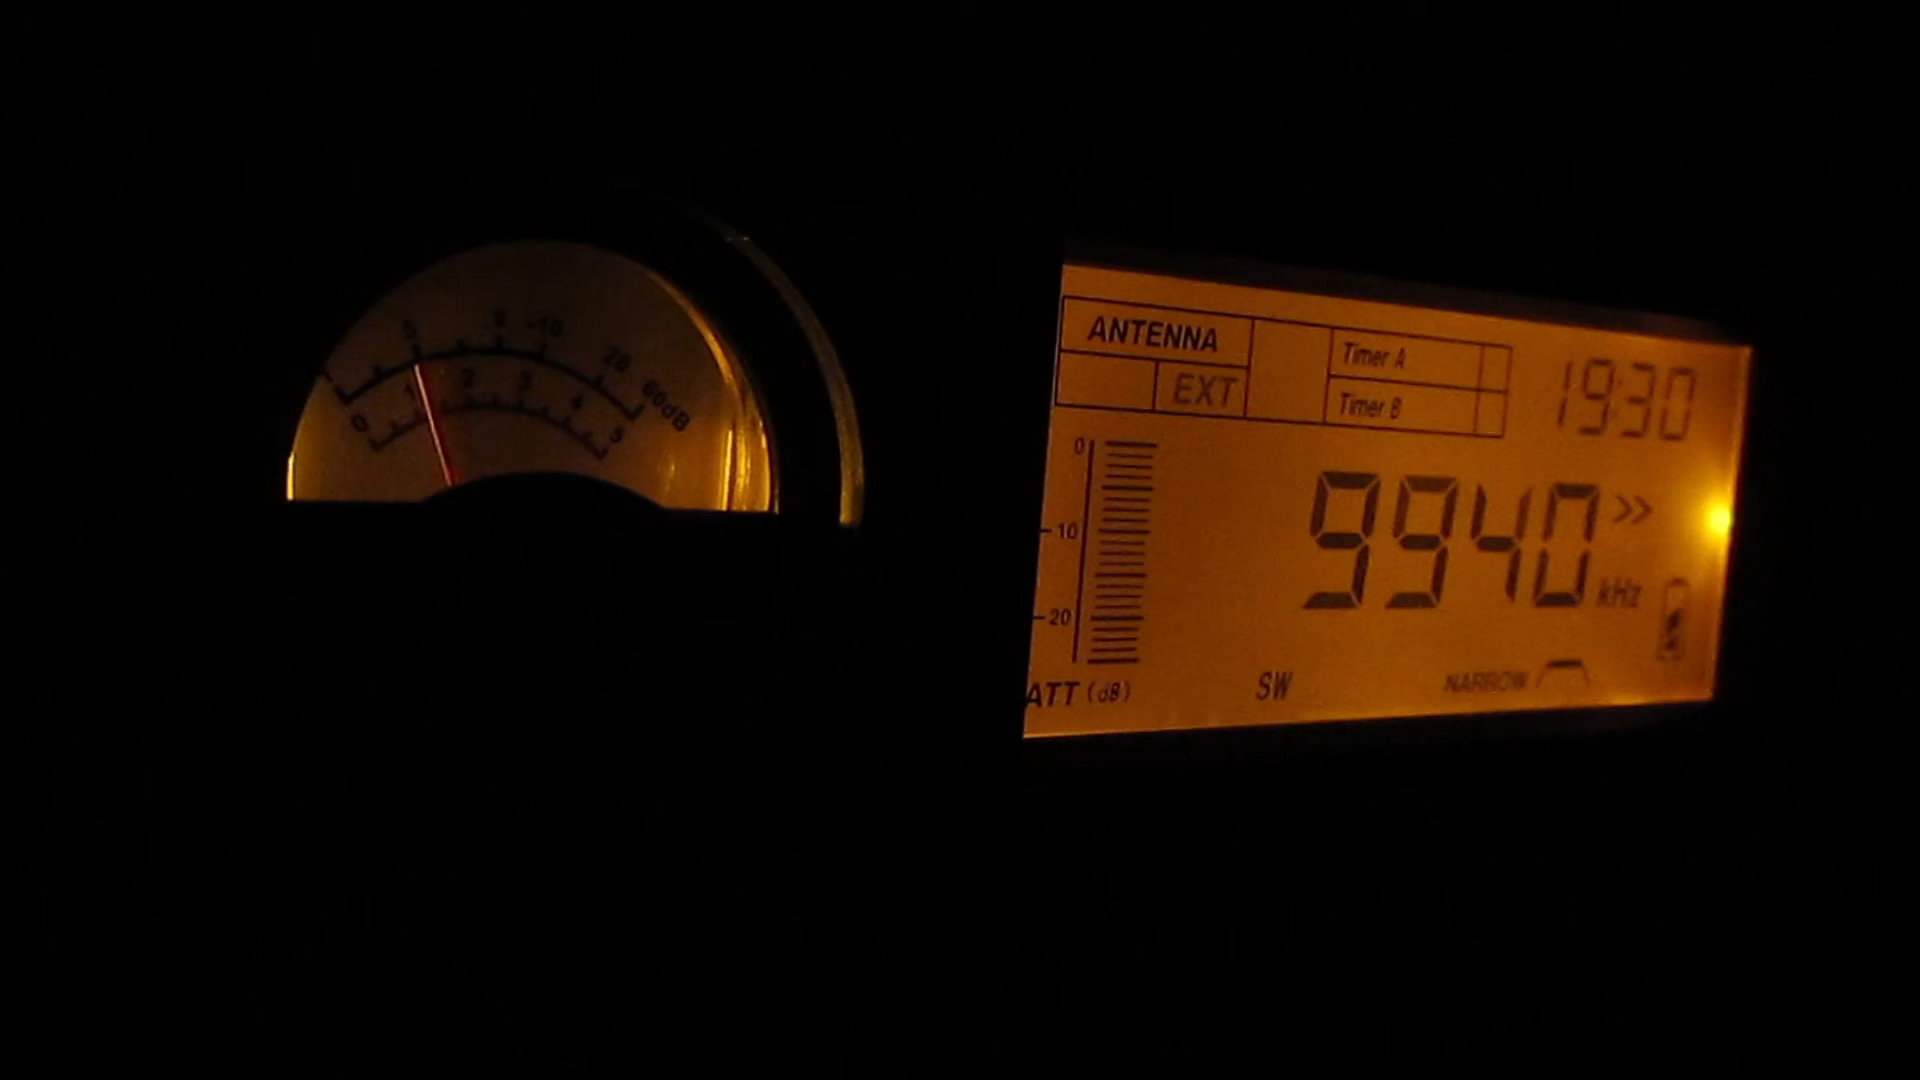 5 9 -10 20 60dB
0 1 2 3 4 5
ANTENNA
EXT
Timer A
Timer B
19:30
0
-10
-20
ATT (dB)
9940 >> kHz
SW
NARROW